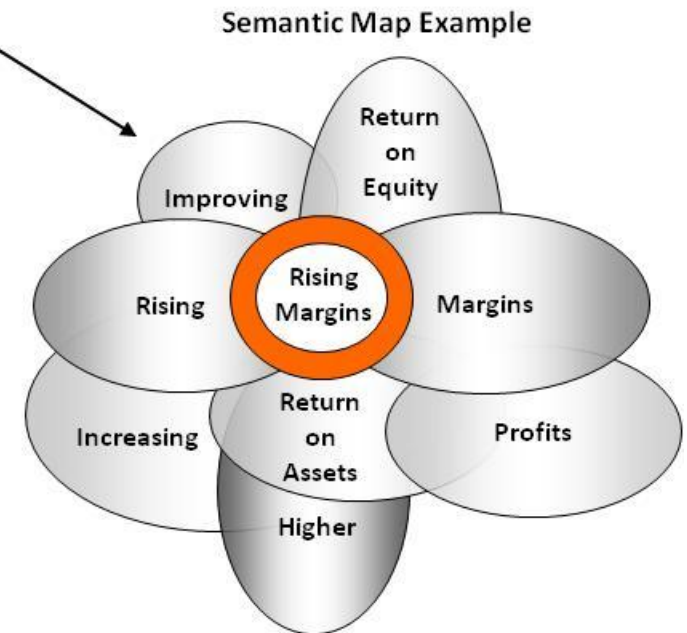 Semantic Map Example
Return
on
Equity
Improving
Rising
Margins
Rising
Margins
Return
on
Assets
Increasing
Profits
Higher